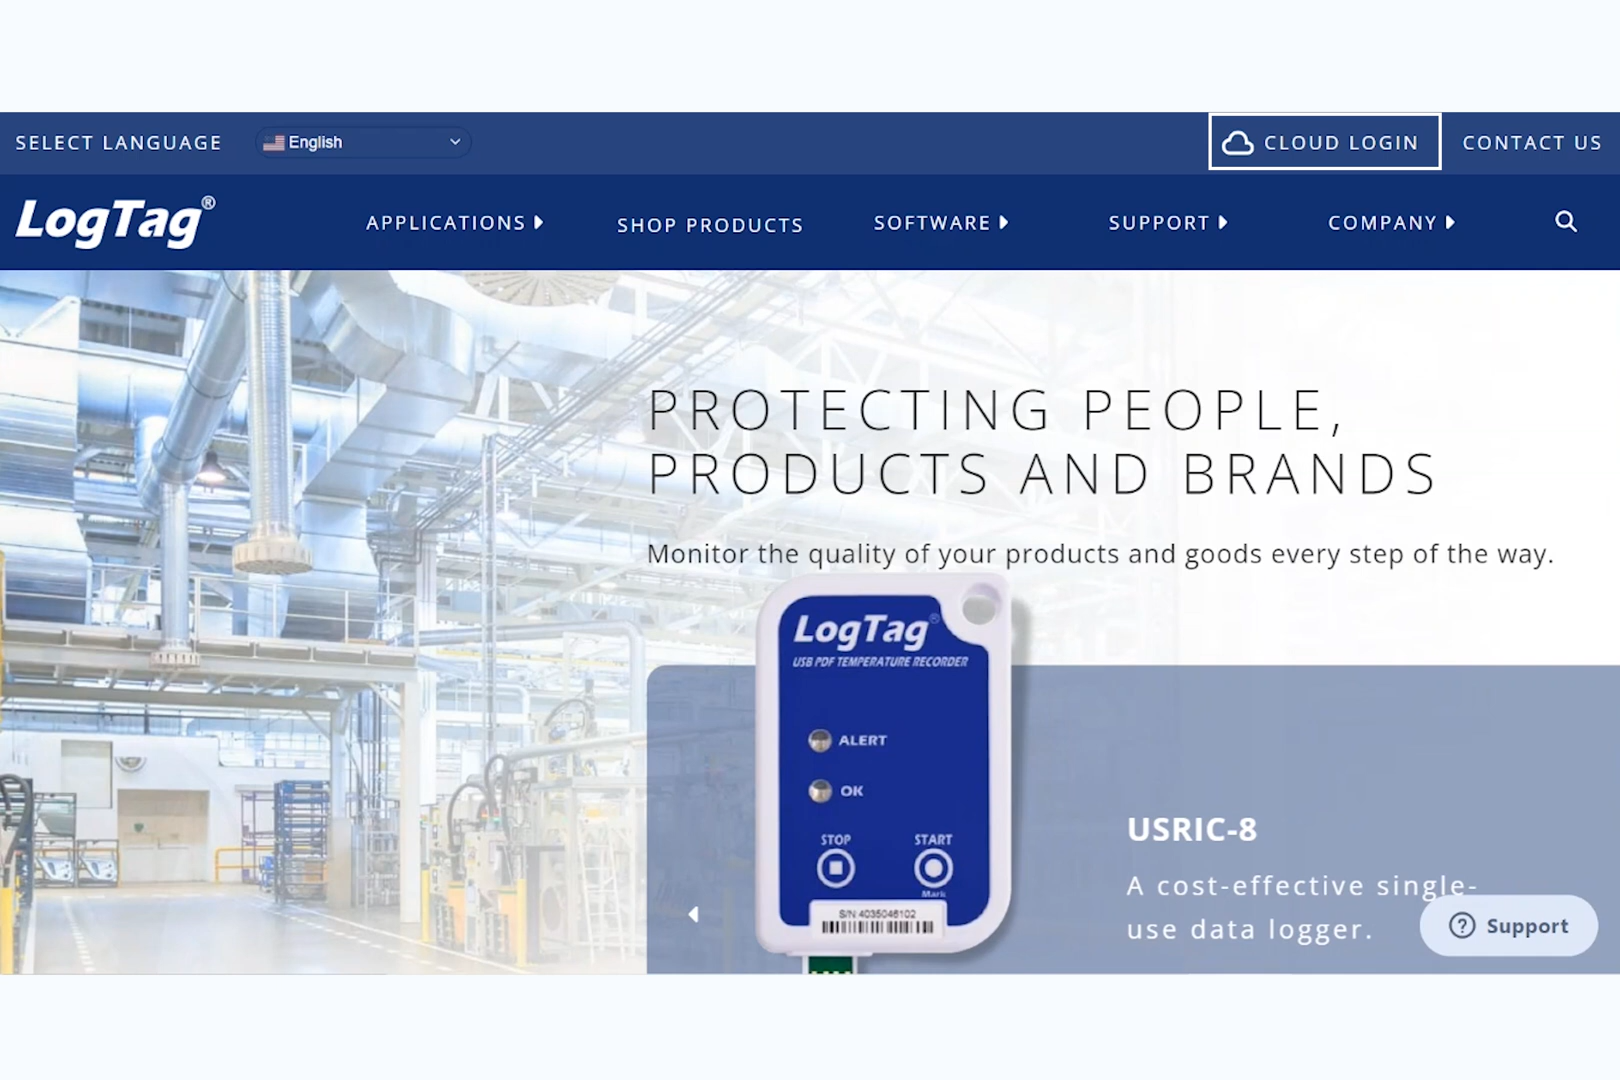 SELECT LANGUAGE
English
CLOUD LOGIN
CONTACT US
LogTag®
APPLICATIONS
SHOP PRODUCTS
SOFTWARE
SUPPORT
COMPANY
PROTECTING PEOPLE,
PRODUCTS AND BRANDS
Monitor the quality of your products and goods every step of the way.
LogTag®
USB PDF TEMPERATURE RECORDER
ALERT
OK
STOP
START
Mark
S/N:4035046102
USRIC-8
A cost-effective single-
use data logger.
Support